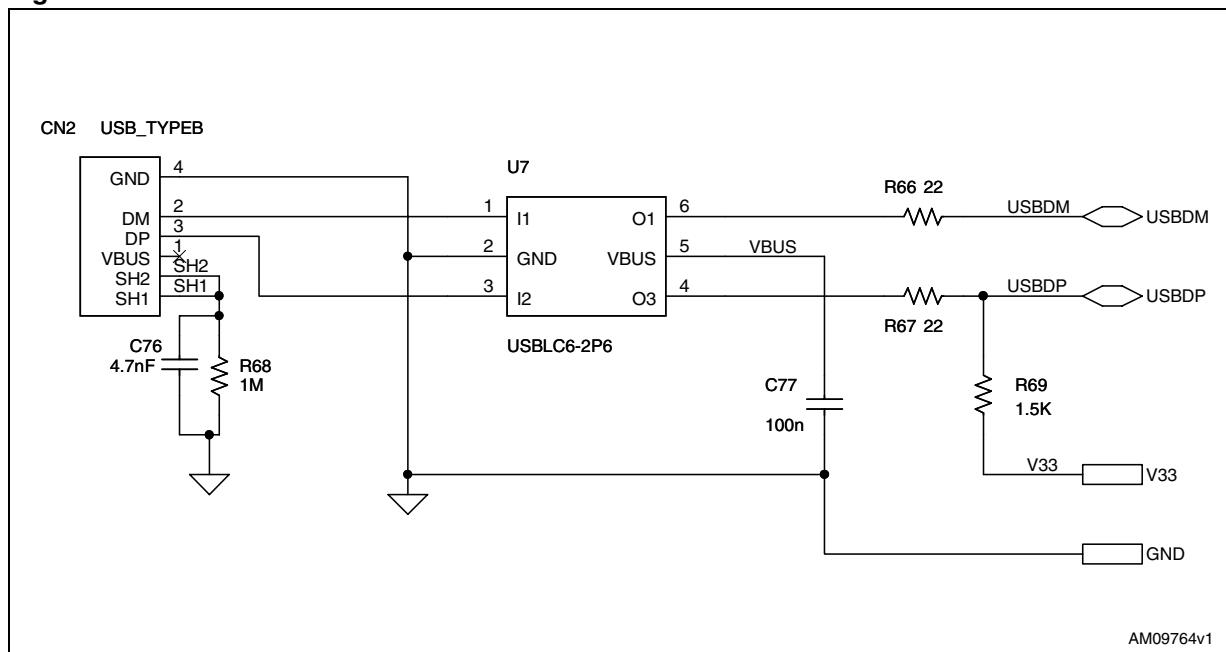 CN2 USB_TYPEB
GND 4
DM 2
DP 3
VBUS 1
SH2 SH2
SH1 SH1
C76
4.7nF
R68
1M
U7
1 I1 O1 6
2 GND VBUS 5
3 I2 O3 4
USBLC6-2P6
VBUS
R66 22
USBDM
USBDM
USBDP
USBDP
R67 22
C77
100n
R69
1.5K
V33
V33
GND
AM09764v1